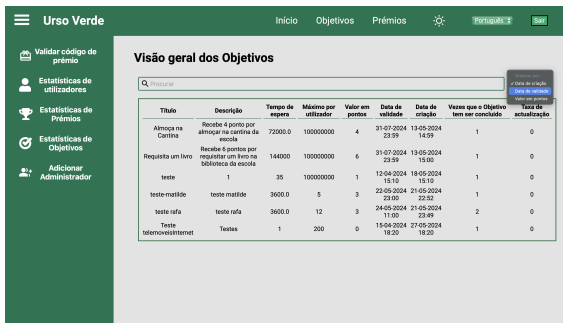 Urso Verde
Início Objetivos Prémios Português Sair
Validar código de
prémio
Estatísticas de
utilizadores
Estatísticas de
Prémios
Estatísticas de
Objetivos
Adicionar
Administrador
Visão geral dos Objetivos
Procurar
Ordenar por:
✓ Data de criação
Data de validade
Valor em pontos
Título Descrição Tempo de espera Máximo por utilizador Valor em pontos Data de validade Data de criação Vezes que o Objetivo tem ser concluído Taxa de actualização
Almoça na Cantina Recebe 4 ponto por almoçar na cantina da escola 72000.0 100000000 4 31-07-2024 23:59 13-05-2024 14:59 1 0
Requisita um livro Recebe 6 pontos por requisitar um livro na biblioteca da escola 144000 100000000 6 31-07-2024 23:59 13-05-2024 15:00 1 0
teste 1 35 100000000 1 12-04-2024 15:10 18-05-2024 15:10 1 0
teste-matilde teste matilde 3600.0 5 3 22-05-2024 23:00 21-05-2024 22:52 1 0
teste rafa teste rafa 3600.0 12 3 24-05-2024 11:00 21-05-2024 23:49 2 0
Teste telemoveisInternet Testes 1 200 0 15-04-2024 18:20 27-05-2024 18:20 1 0